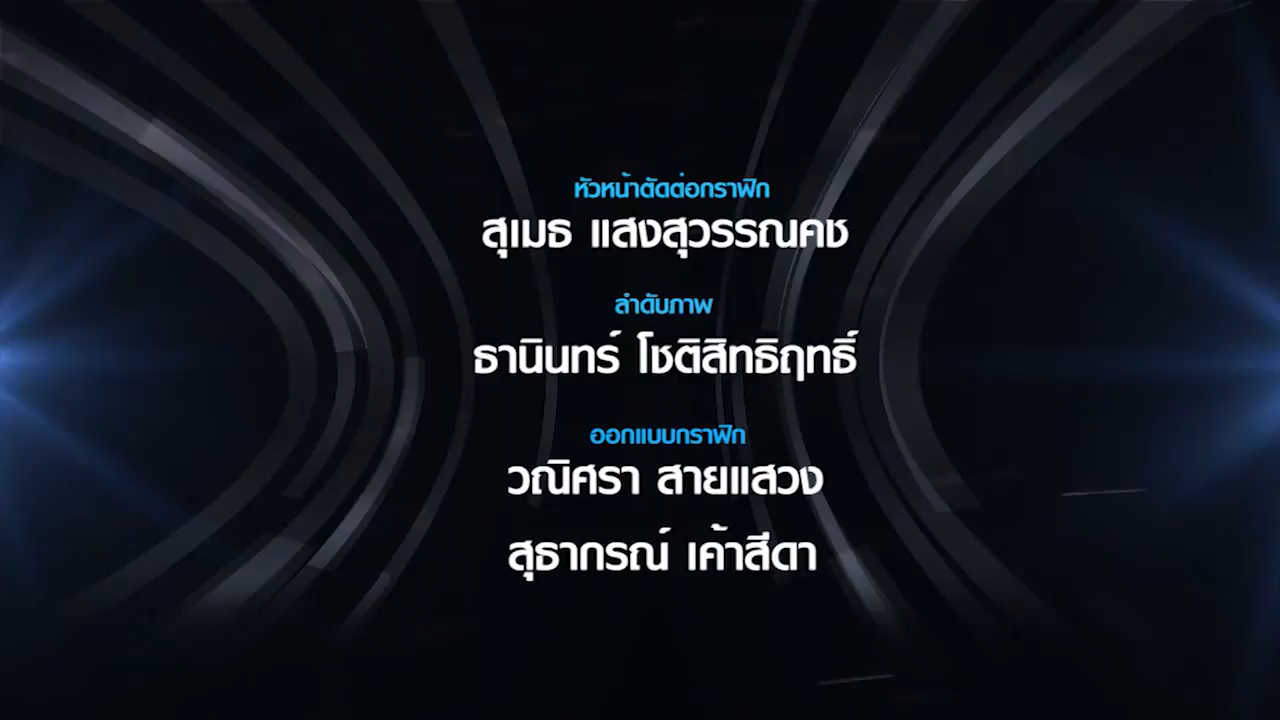 หัวหน้าตัดต่อกราฟิก
สุเมธ แสงสุวรรณคช
ลำดับภาพ
ธานินทร์ โชติสิทธิฤทธิ์
ออกแบบกราฟิก
วณิศรา สายแสวง
สุธากรณ์ เค้าสีดา